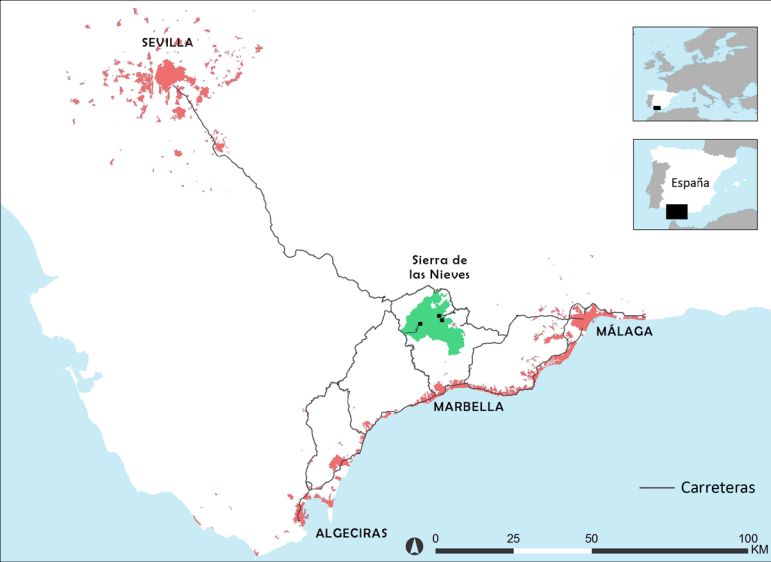 SEVILLA
España
Sierra de
las Nieves
MÁLAGA
MARBELLA
Carreteras
ALGECIRAS
0 25 50 100
KM